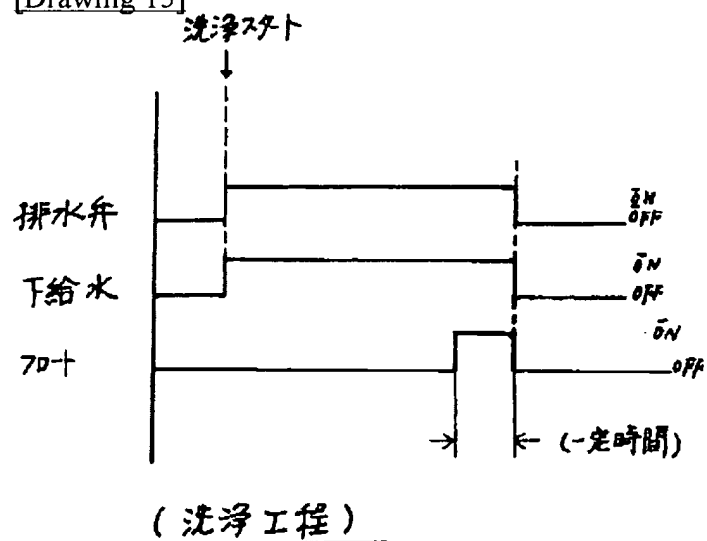 [Drawing 15]
洗浄スタート
排水弁
ON
OFF
下給水
ON
OFF
フロート
ON
OFF
(一定時間)
(洗浄工程)